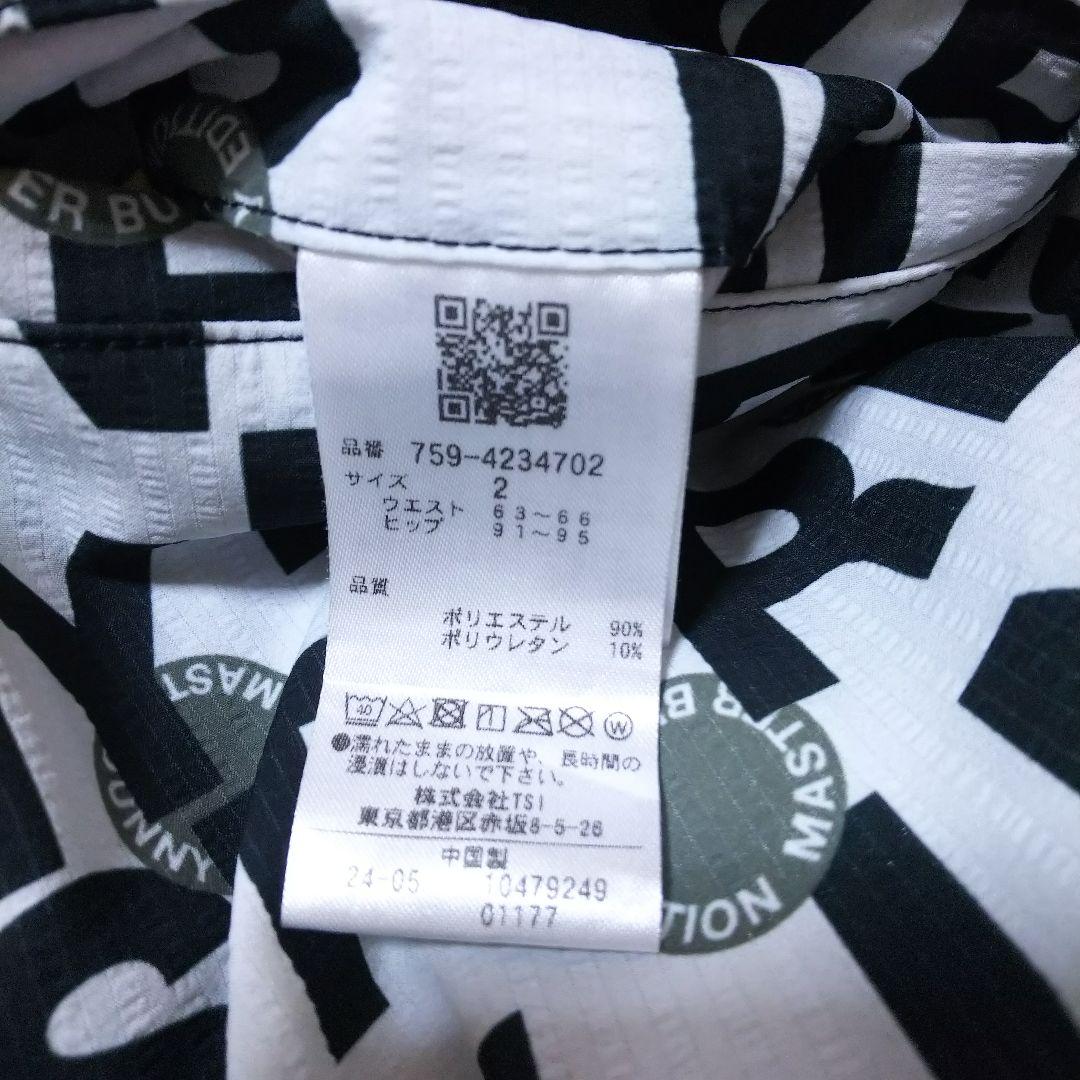 EDITION
ER BU
品番 759-4234702
サイズ 2
ウエスト 63～66
ヒップ 91～95
品質
ポリエステル 90%
ポリウレタン 10%
40
W
●濡れたままの放置や、長時間の
浸漬はしないで下さい。
株式会社TSI
東京都港区赤坂8-5-26
中国製
24-05 10479249
01177
MAST
UNNY
MASTER B
TION